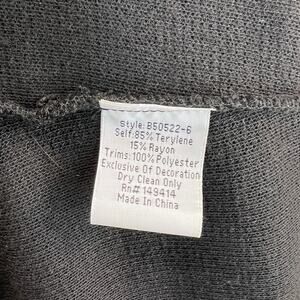 Style: B50522-6
Self:85% Terylene
15% Rayon
Trims:100% Polyester
Exclusive Of Decoration
Dry Clean Only
Rn# 149414
Made In China